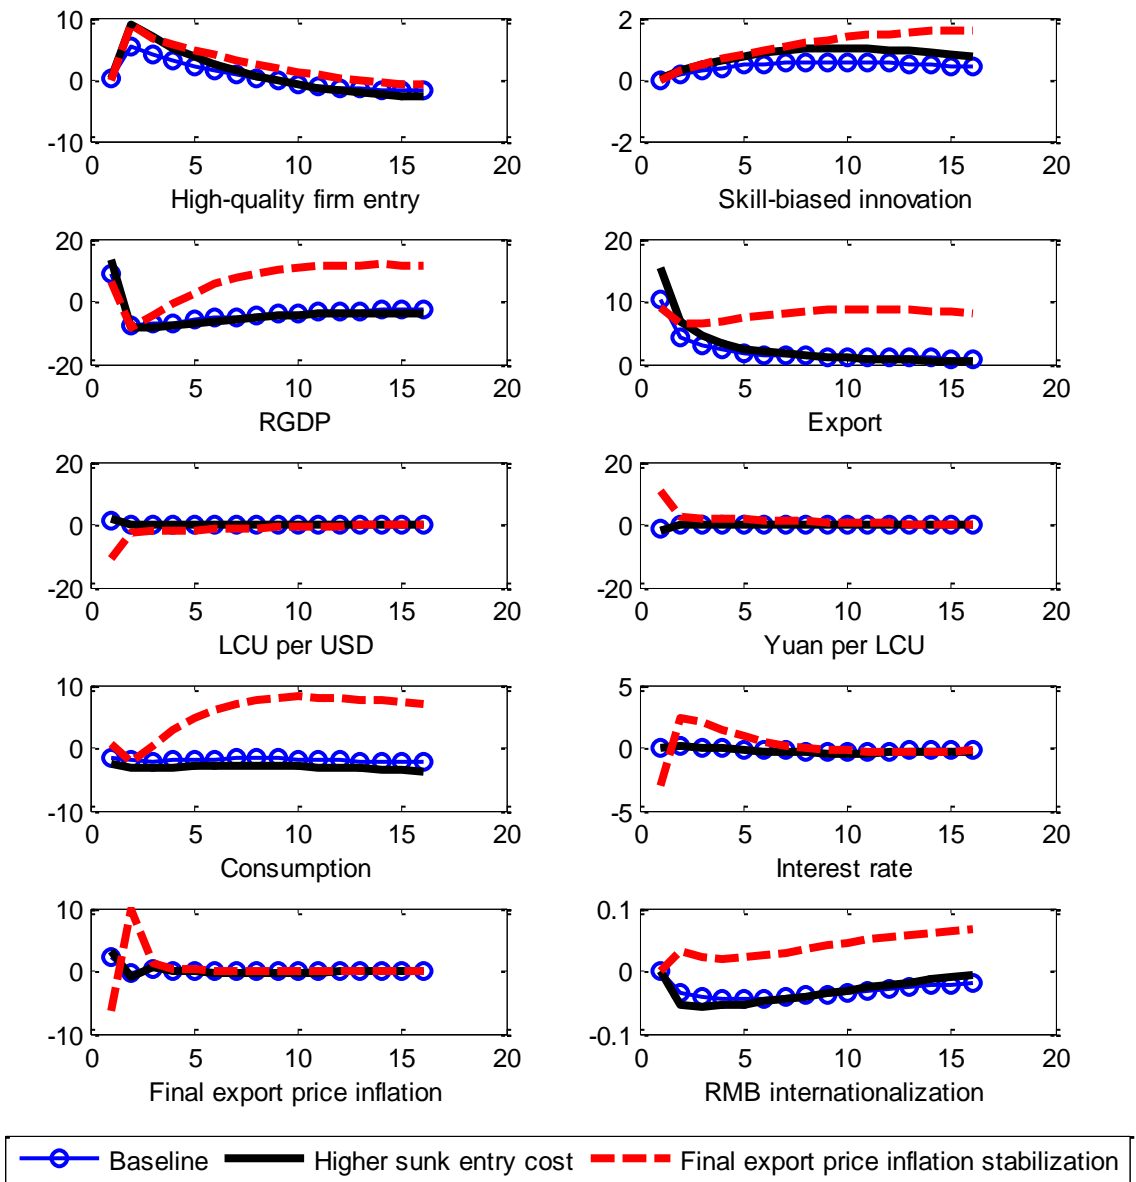 10
0
-10
0 5 10 15 20
High-quality firm entry
2
0
-2
0 5 10 15 20
Skill-biased innovation
20
0
-20
0 5 10 15 20
RGDP
20
10
0
0 5 10 15 20
Export
20
0
-20
0 5 10 15 20
LCU per USD
20
0
-20
0 5 10 15 20
Yuan per LCU
10
0
-10
0 5 10 15 20
Consumption
5
0
-5
0 5 10 15 20
Interest rate
10
0
-10
0 5 10 15 20
Final export price inflation
0.1
0
-0.1
0 5 10 15 20
RMB internationalization
Baseline Higher sunk entry cost Final export price inflation stabilization